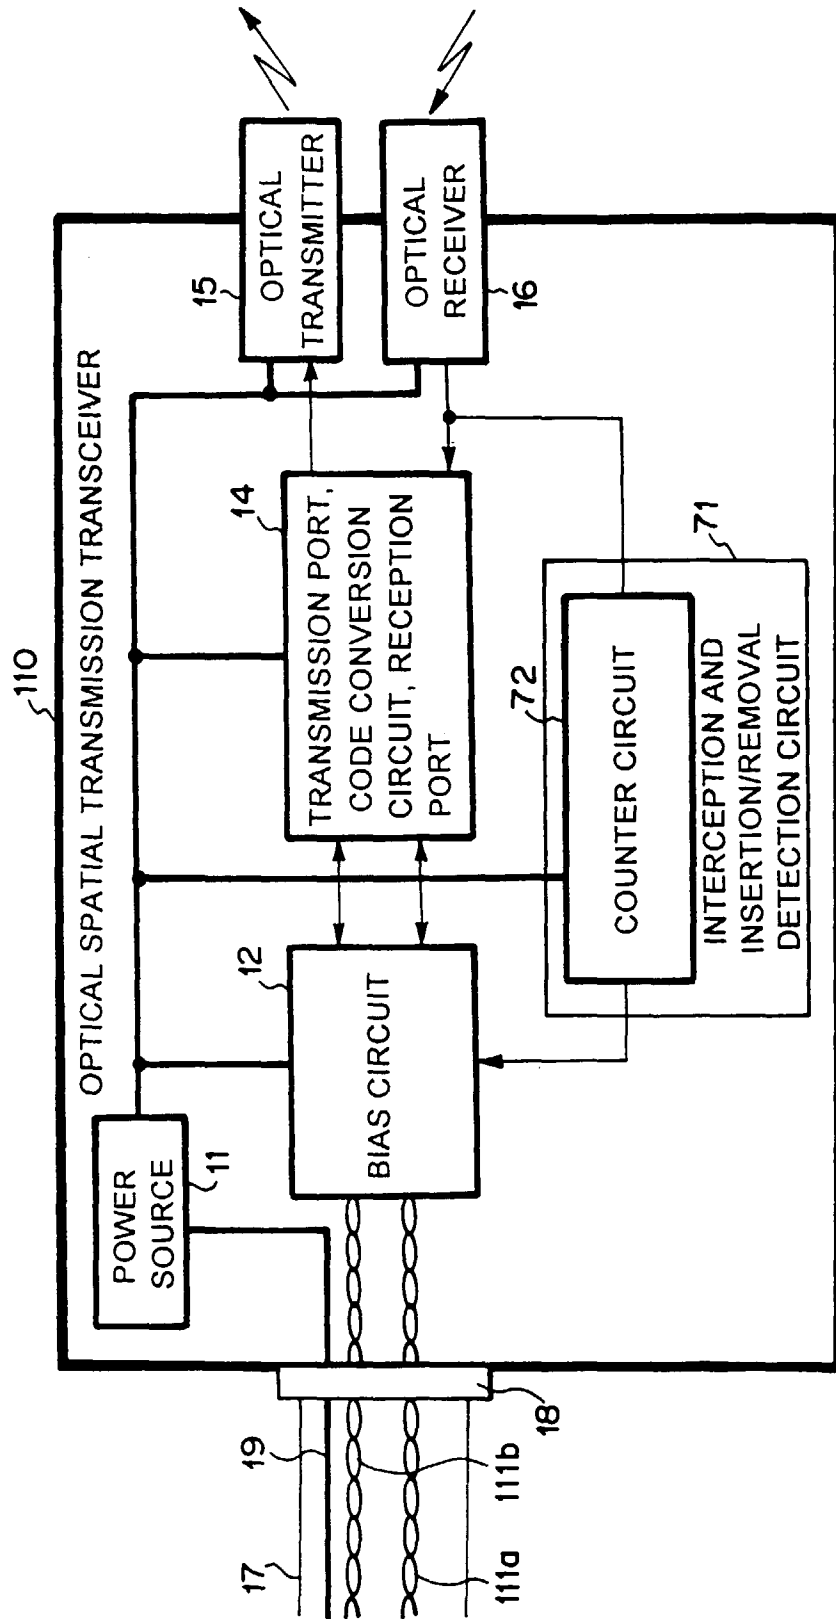 110
OPTICAL SPATIAL TRANSMISSION TRANSCEIVER
POWER
SOURCE
11
12
BIAS CIRCUIT
14
TRANSMISSION PORT,
CODE CONVERSION
CIRCUIT, RECEPTION
PORT
15
OPTICAL
TRANSMITTER
OPTICAL
RECEIVER
16
17
19
111b
111a
18
71
72
COUNTER CIRCUIT
INTERCEPTION AND
INSERTION/REMOVAL
DETECTION CIRCUIT